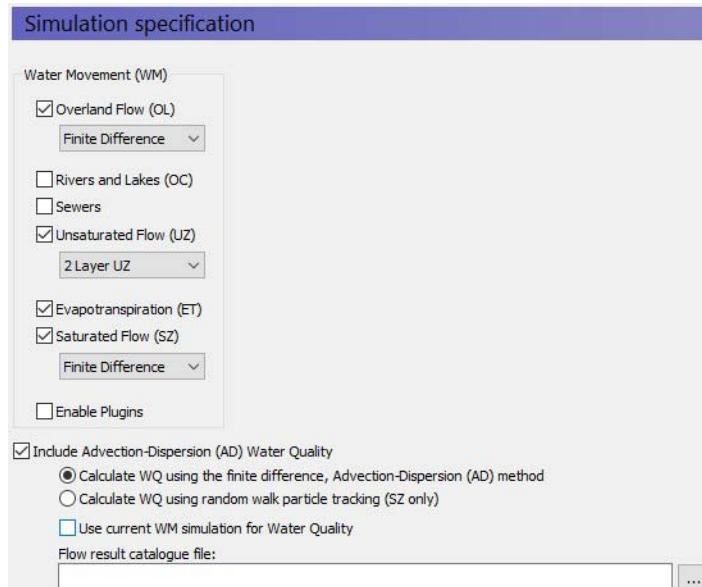 Simulation specification
Water Movement (WM)
Overland Flow (OL)
Finite Difference
Rivers and Lakes (OC)
Sewers
Unsaturated Flow (UZ)
2 Layer UZ
Evapotranspiration (ET)
Saturated Flow (SZ)
Finite Difference
Enable Plugins
Include Advection-Dispersion (AD) Water Quality
Calculate WQ using the finite difference, Advection-Dispersion (AD) method
Calculate WQ using random walk particle tracking (SZ only)
Use current WM simulation for Water Quality
Flow result catalogue file:
...